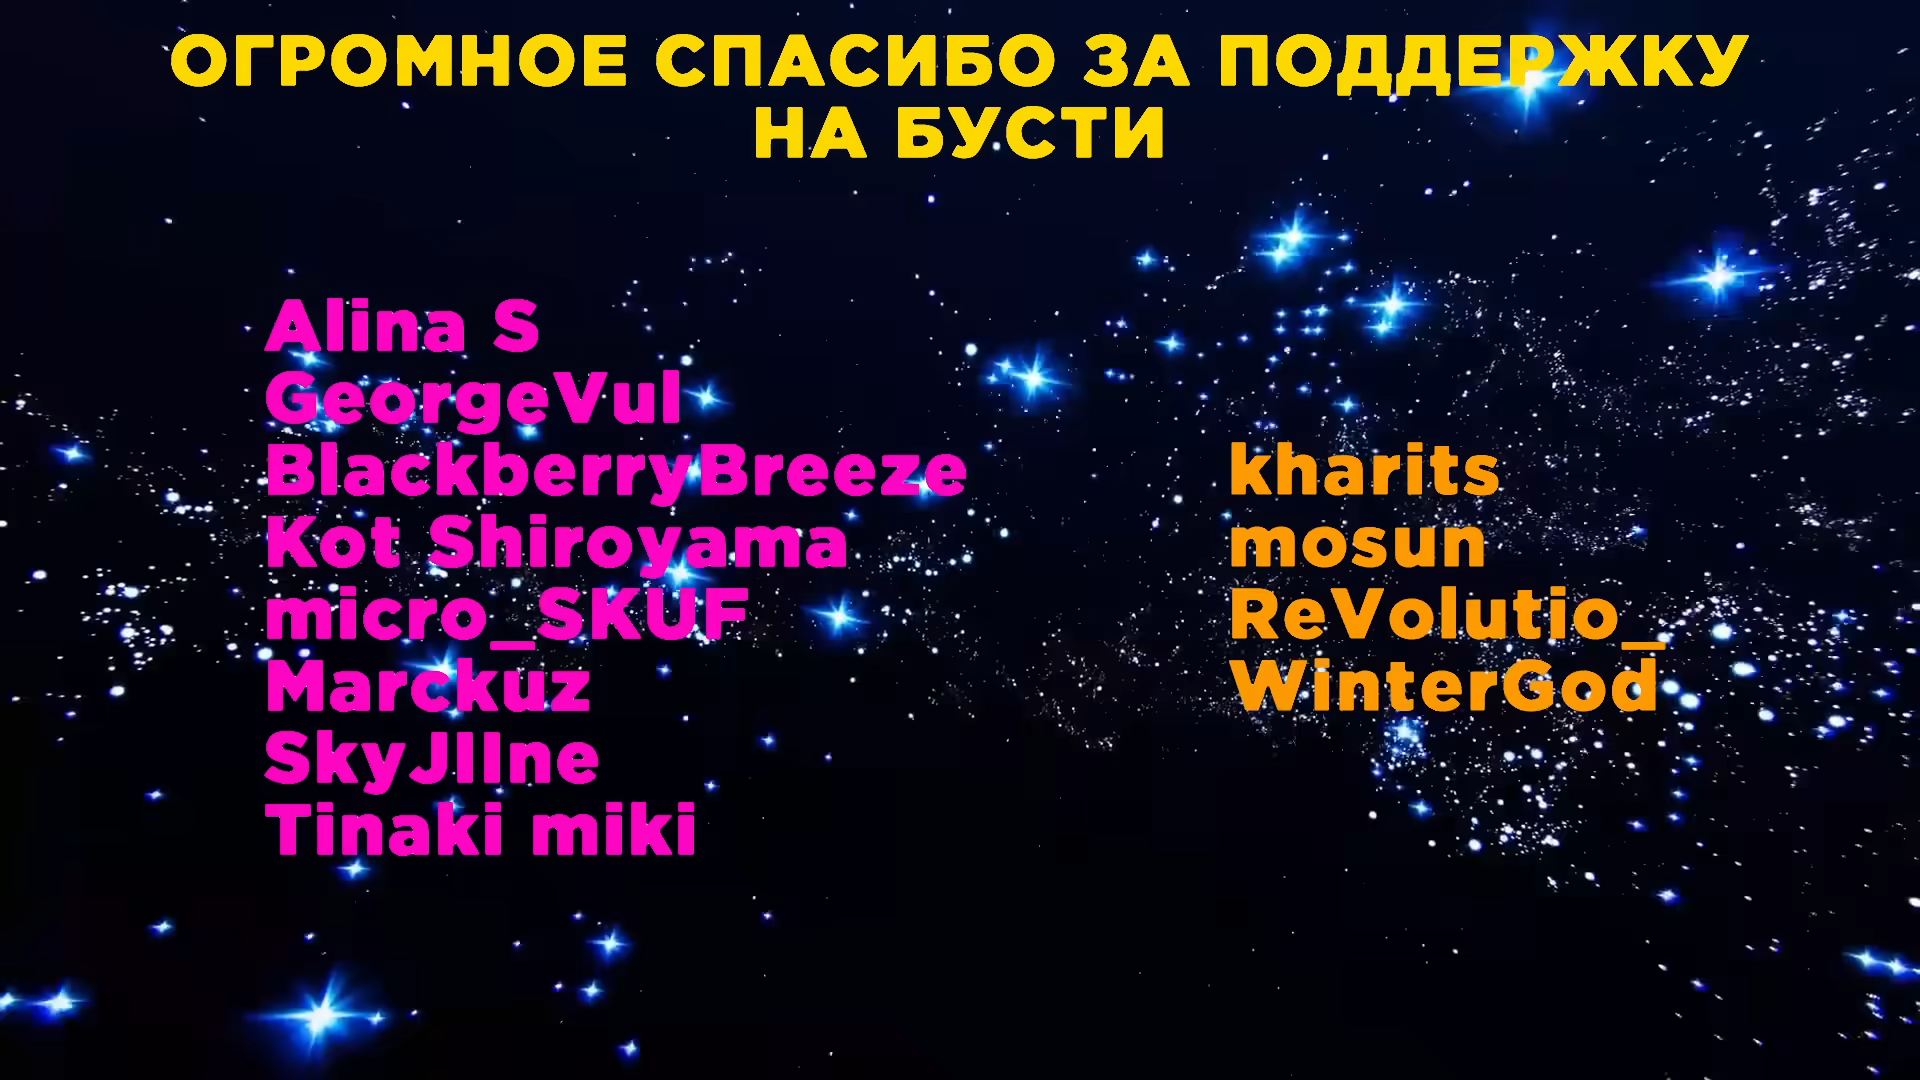 ОГРОМНОЕ СПАСИБО ЗА ПОДДЕРЖКУ
НА БУСТИ
Alina S
GeorgeVul
BlackberryBreeze
Kot Shiroyama
micro_SKUF
Marckuz
SkyJIIne
Tinaki miki
kharits
mosun
ReVolutio_
WinterGod